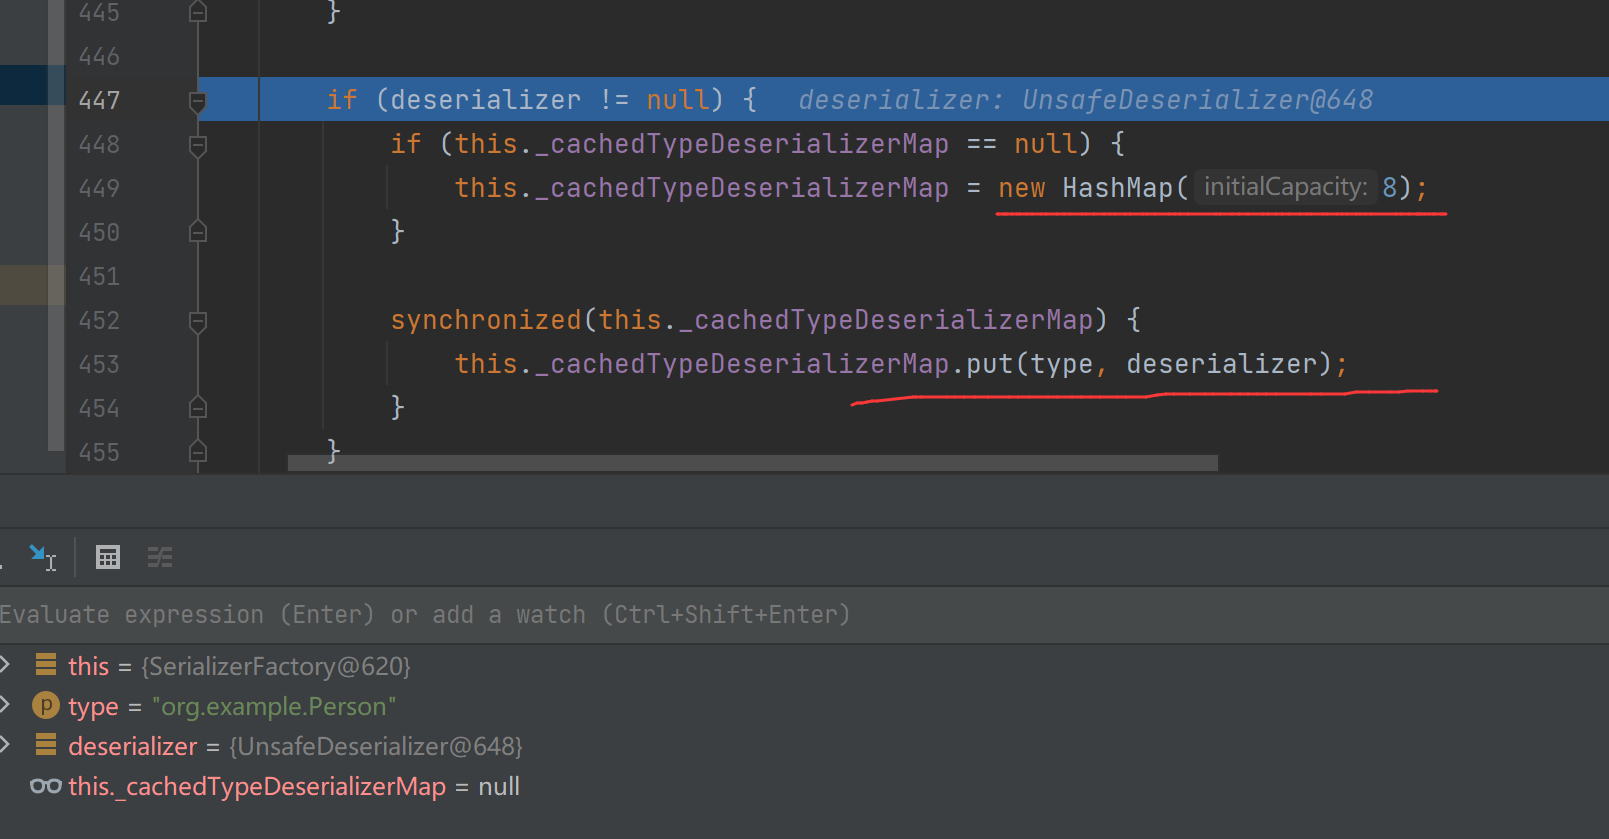 445 }
446
447 if (deserializer != null) { deserializer: UnsafeDeserializer@648
448 if (this._cachedTypeDeserializerMap == null) {
449 this._cachedTypeDeserializerMap = new HashMap( initialCapacity: 8);
450 }
451
452 synchronized(this._cachedTypeDeserializerMap) {
453 this._cachedTypeDeserializerMap.put(type, deserializer);
454 }
455 }
Evaluate expression (Enter) or add a watch (Ctrl+Shift+Enter)
this = {SerializerFactory@620}
p type = "org.example.Person"
deserializer = {UnsafeDeserializer@648}
this._cachedTypeDeserializerMap = null